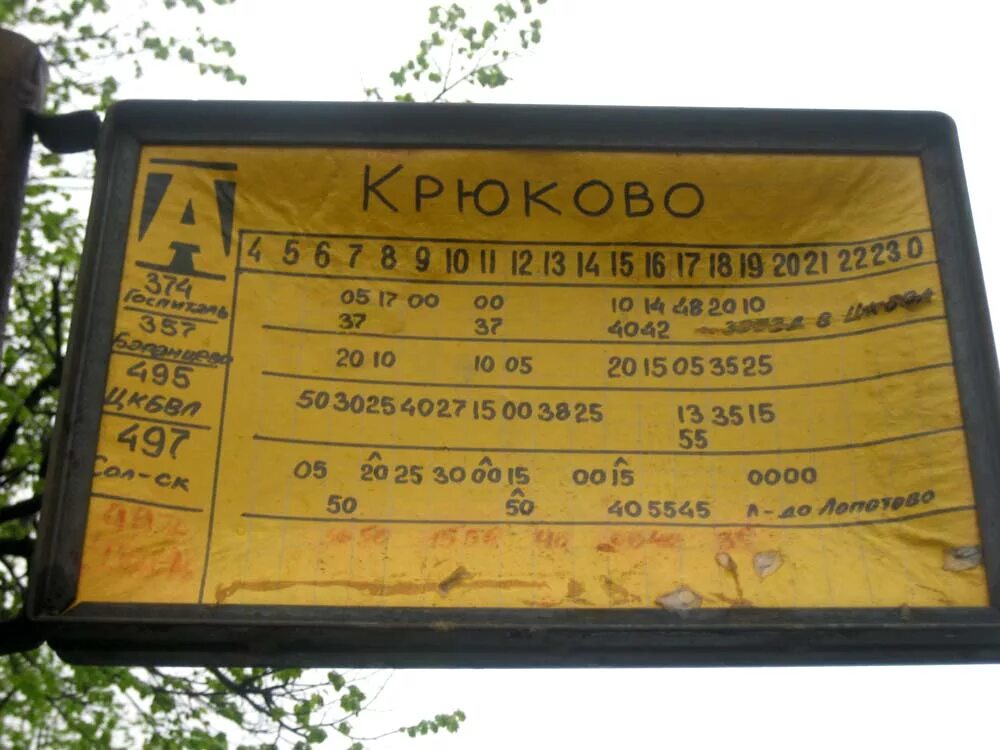 Крюково
А
4 5 6 7 8 9 10 11 12 13 14 15 16 17 18 19 20 21 22 23 0
374
Госпиталь
05 17 00 00 10 14 48 20 10
37 37 40 42 заезд в ЦКБВЛ
357
Баранцево
20 10 10 05 20 15 05 35 25
495
ЦКБВЛ
50 30 25 40 27 15 00 38 25 13 35 15
55
497
Сол-ск
05 20 25 30 00 15 00 15 00 00
50 50 40 55 45 Л-до Лопотово